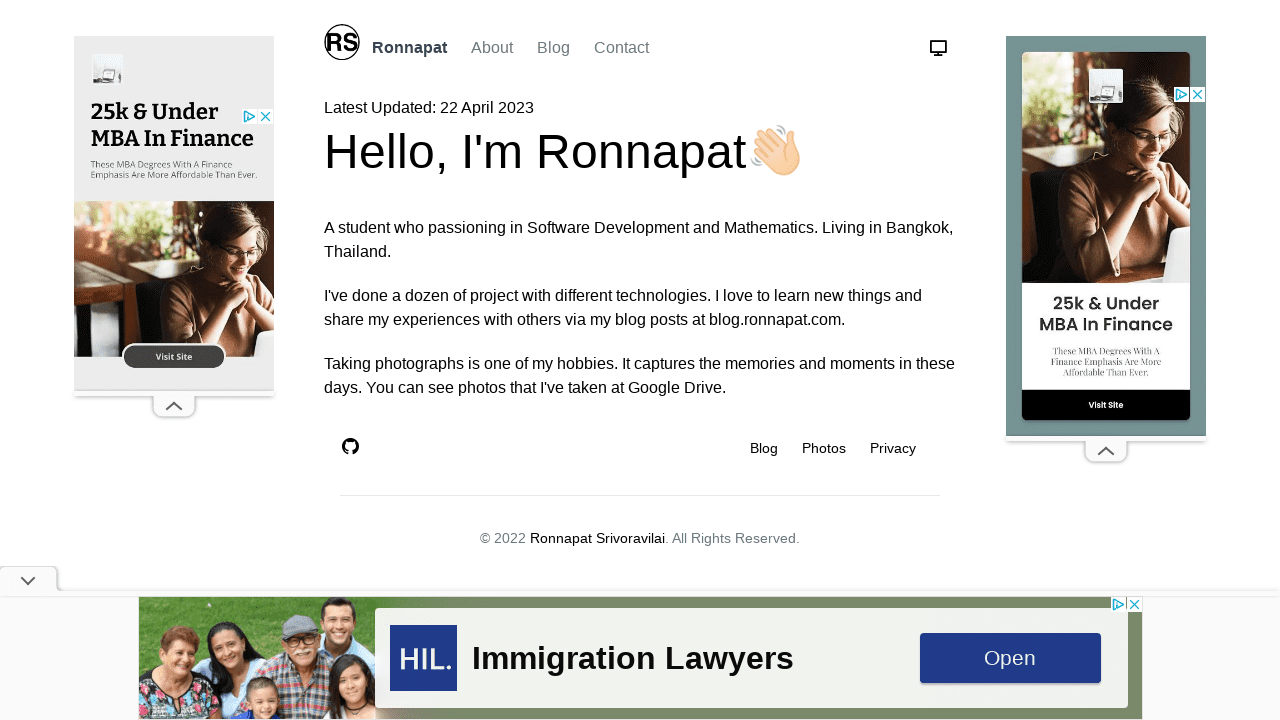 RS
Ronnapat About Blog Contact
Latest Updated: 22 April 2023
Hello, I'm Ronnapat👋🏻
A student who passioning in Software Development and Mathematics. Living in Bangkok,
Thailand.
I've done a dozen of project with different technologies. I love to learn new things and
share my experiences with others via my blog posts at blog.ronnapat.com.
Taking photographs is one of my hobbies. It captures the memories and moments in these
days. You can see photos that I've taken at Google Drive.
Blog Photos Privacy
© 2022 Ronnapat Srivoravilai. All Rights Reserved.
25k & Under
MBA In Finance
These MBA Degrees With A Finance
Emphasis Are More Affordable Than Ever.
Visit Site
25k & Under
MBA In Finance
These MBA Degrees With A
Finance Emphasis Are More
Affordable Than Ever.
Visit Site
HIL.
Immigration Lawyers
Open